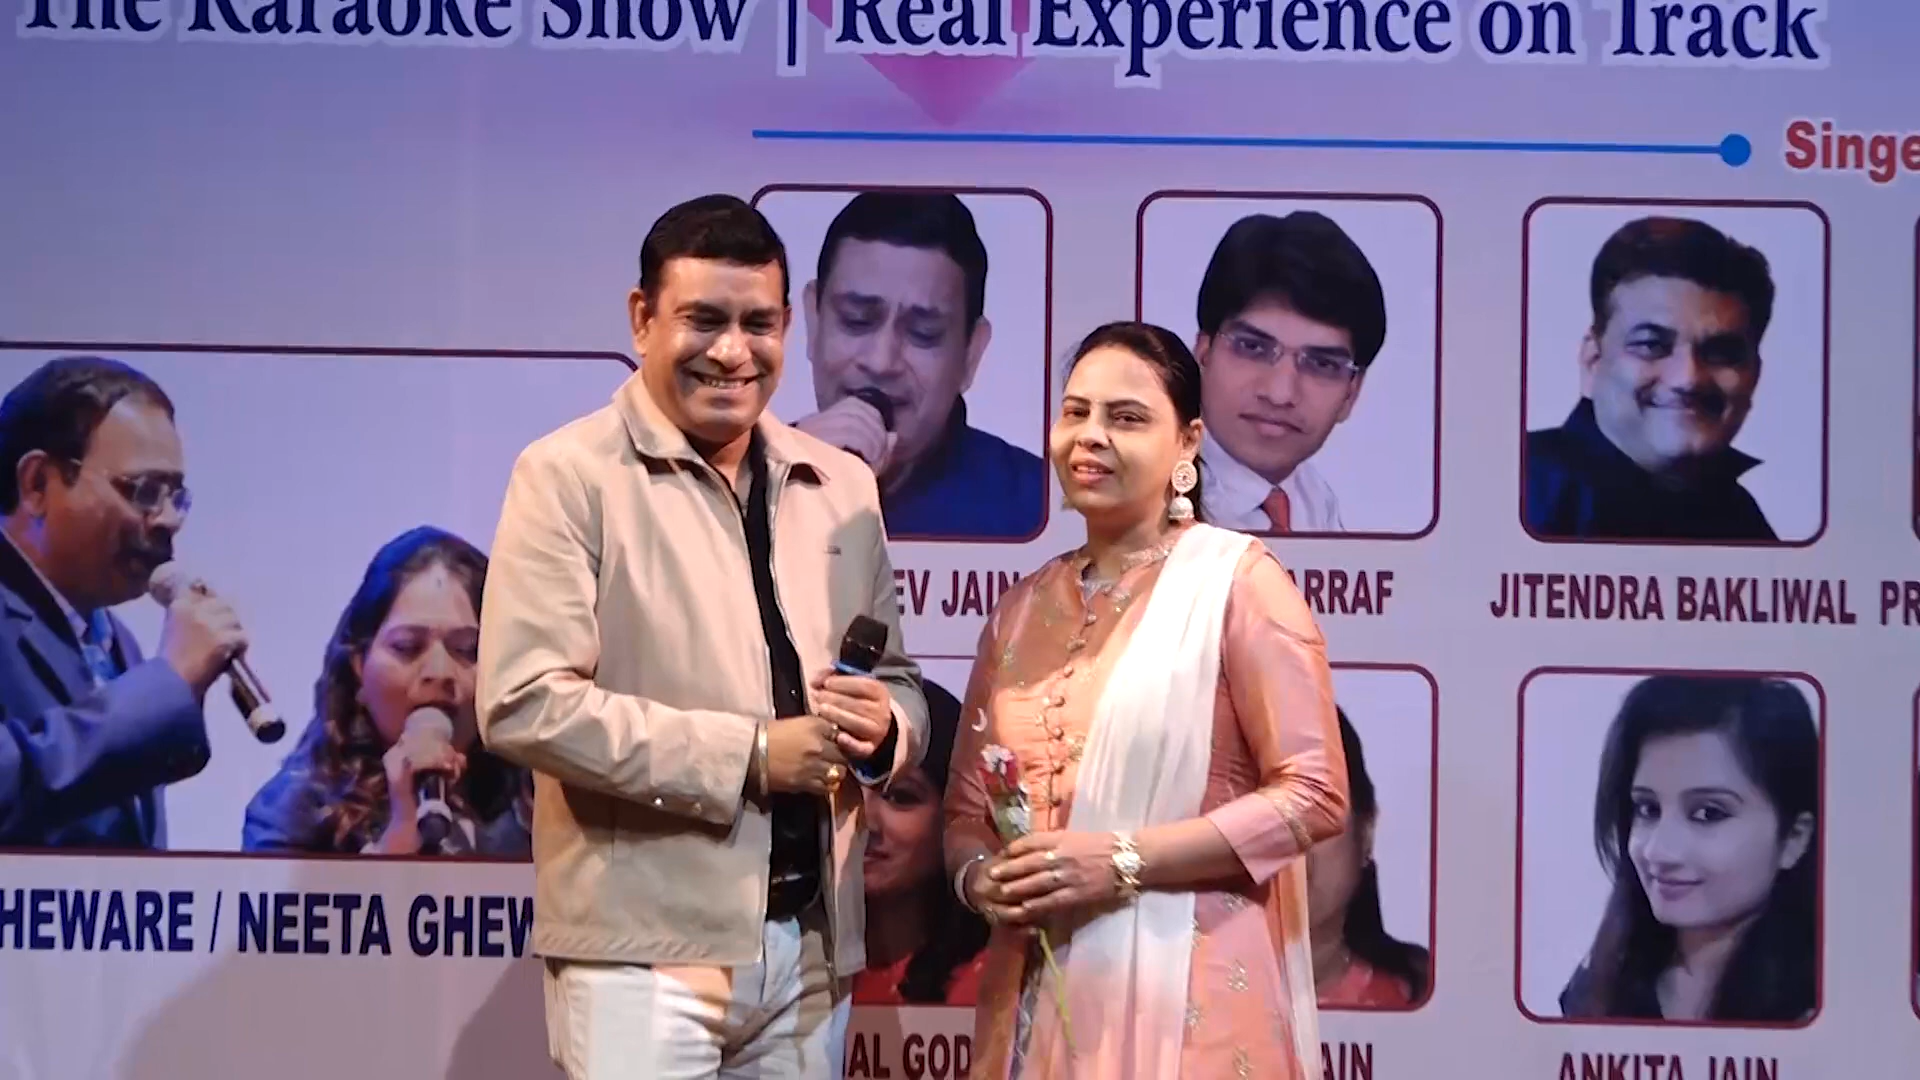 The Karaoke Show | Real Experience on Track
Singe
EV JAIN
ARRAF
JITENDRA BAKLIWAL
PR
HEWARE / NEETA GHEW
AL GOD
AIN
ANKITA JAIN